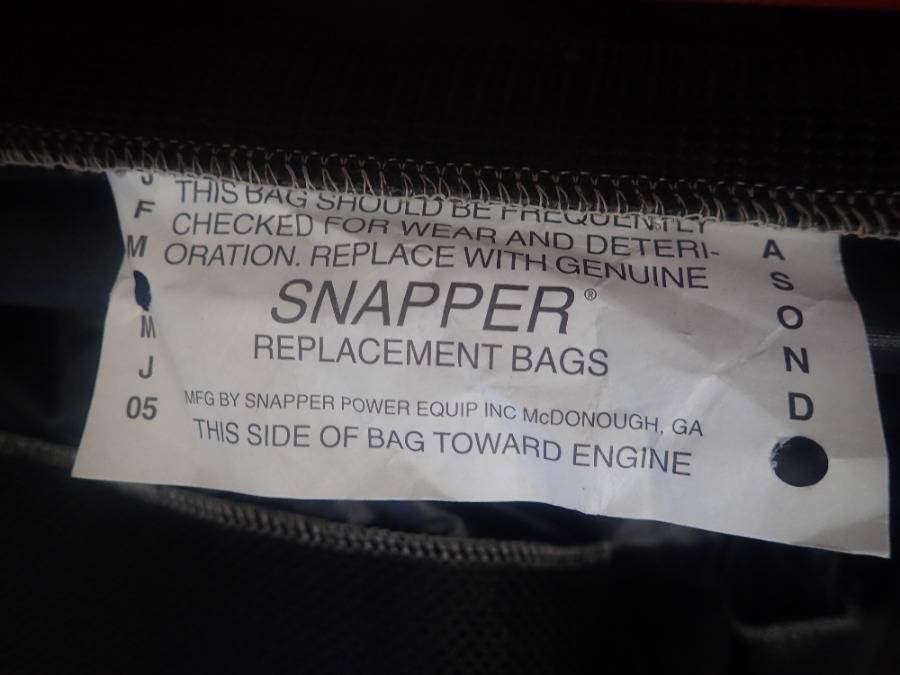 J
F
M
M
J
05
THIS BAG SHOULD BE FREQUENTLY
CHECKED FOR WEAR AND DETERI-
ORATION. REPLACE WITH GENUINE
SNAPPER®
REPLACEMENT BAGS
MFG BY SNAPPER POWER EQUIP INC McDONOUGH, GA
THIS SIDE OF BAG TOWARD ENGINE
A
S
O
N
D